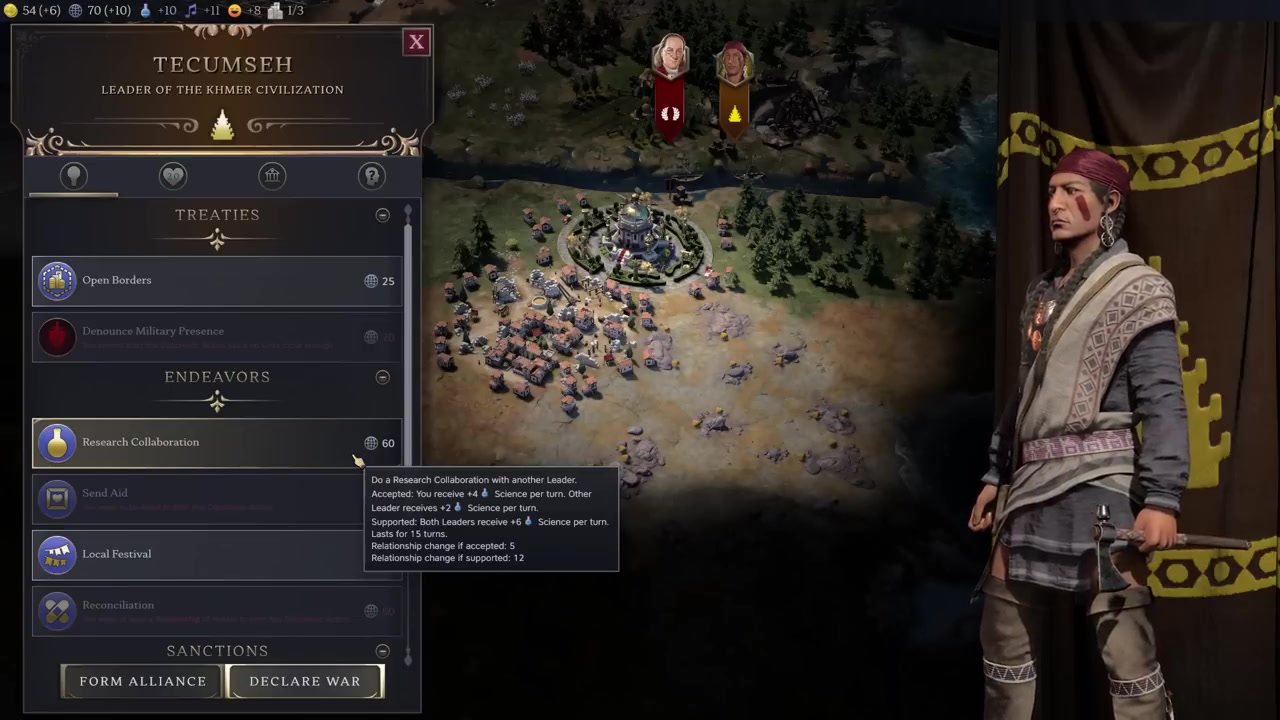 54 (+6) 70 (+10) +10 +11 +8 1/3
X
TECUMSEH
LEADER OF THE KHMER CIVILIZATION
TREATIES
Open Borders 25
Denounce Military Presence
ENDEAVORS
Research Collaboration 60
Do a Research Collaboration with another Leader.
Accepted: You receive +4 Science per turn. Other
Leader receives +2 Science per turn.
Supported: Both Leaders receive +6 Science per turn.
Lasts for 15 turns.
Relationship change if accepted: 5
Relationship change if supported: 12
Send Aid
Local Festival
Reconciliation
SANCTIONS
FORM ALLIANCE DECLARE WAR